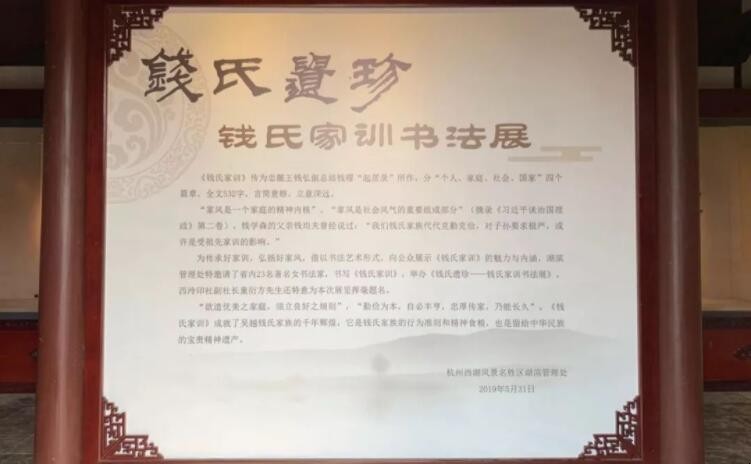 錢氏遺珍
钱氏家训书法展
《钱氏家训》传为忠懿王钱弘俶总结钱镠“起居录”所作，分“个人、家庭、社会、国家”四个
篇章，全文532字，言简意赅，立意深远。
“家风是一个家庭的精神内核”，“家风是社会风气的重要组成部分”（摘录《习近平谈治国理
政》第二卷），钱学森的父亲钱均夫曾经说过：“我们钱氏家族代代克勤克俭，对子孙要求极严，或
许是受祖先家训的影响。”
为传承好家训，弘扬好家风，借以书法艺术形式，向公众展示《钱氏家训》的魅力与内涵，湖滨
管理处特邀请了省内23名著名女书法家，书写《钱氏家训》，举办《钱氏遗珍——钱氏家训书法展》。
西泠印社副社长童衍方先生还特意为本次展呈挥毫题名。
“欲造优美之家庭，须立良好之规则”，“勤俭为本，自必丰亨，忠厚传家，乃能长久”。《钱
氏家训》成就了吴越钱氏家族的千年辉煌，它是钱氏家族的行为准则和精神食粮，也是留给中华民族
的宝贵精神遗产。
杭州西湖风景名胜区湖滨管理处
2019年5月31日